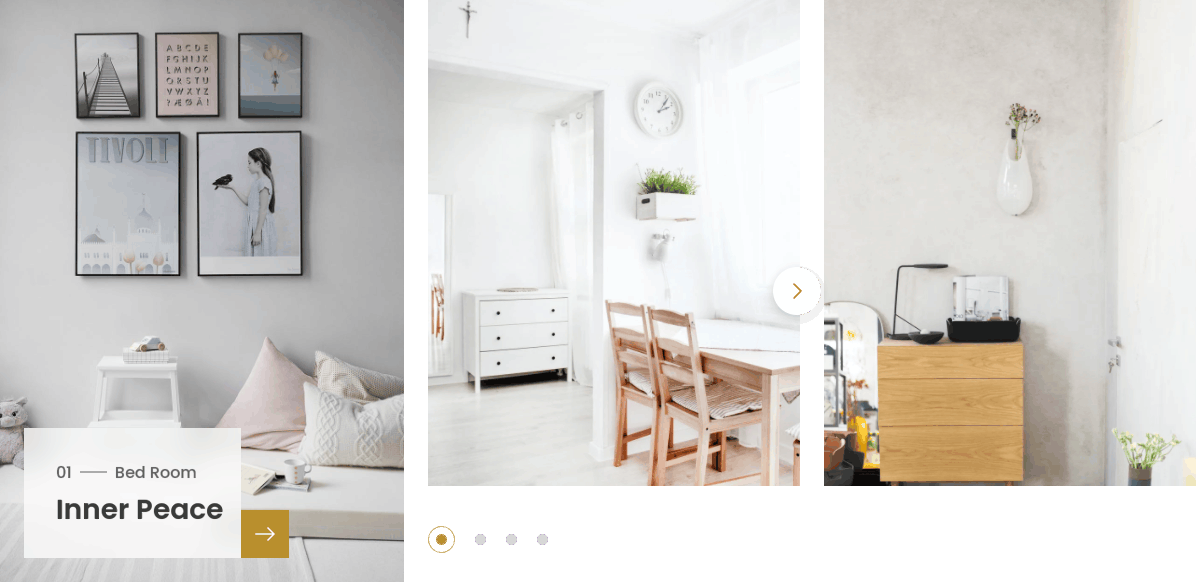 A B C D E
F G H I J K
L M N O P
Q R S T U
V W X Y Z
TIVOLI
01 Bed Room
Inner Peace